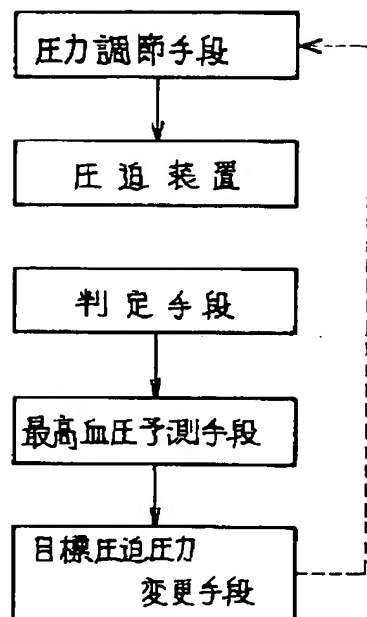 圧力調節手段
圧迫装置
判定手段
最高血圧予測手段
目標圧迫圧力
変更手段